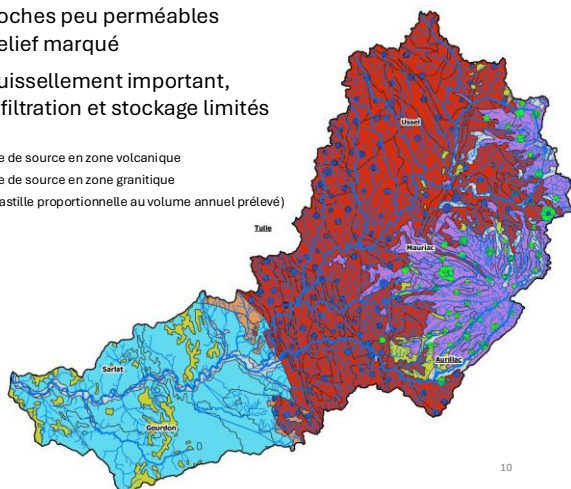 oches peu perméables
elief marqué
uissellement important,
filtration et stockage limités
e de source en zone volcanique
e de source en zone granitique
astille proportionnelle au volume annuel prélevé)
Ussel
Tulle
Mauriac
Aurillac
Sarlat
Gourdon
10